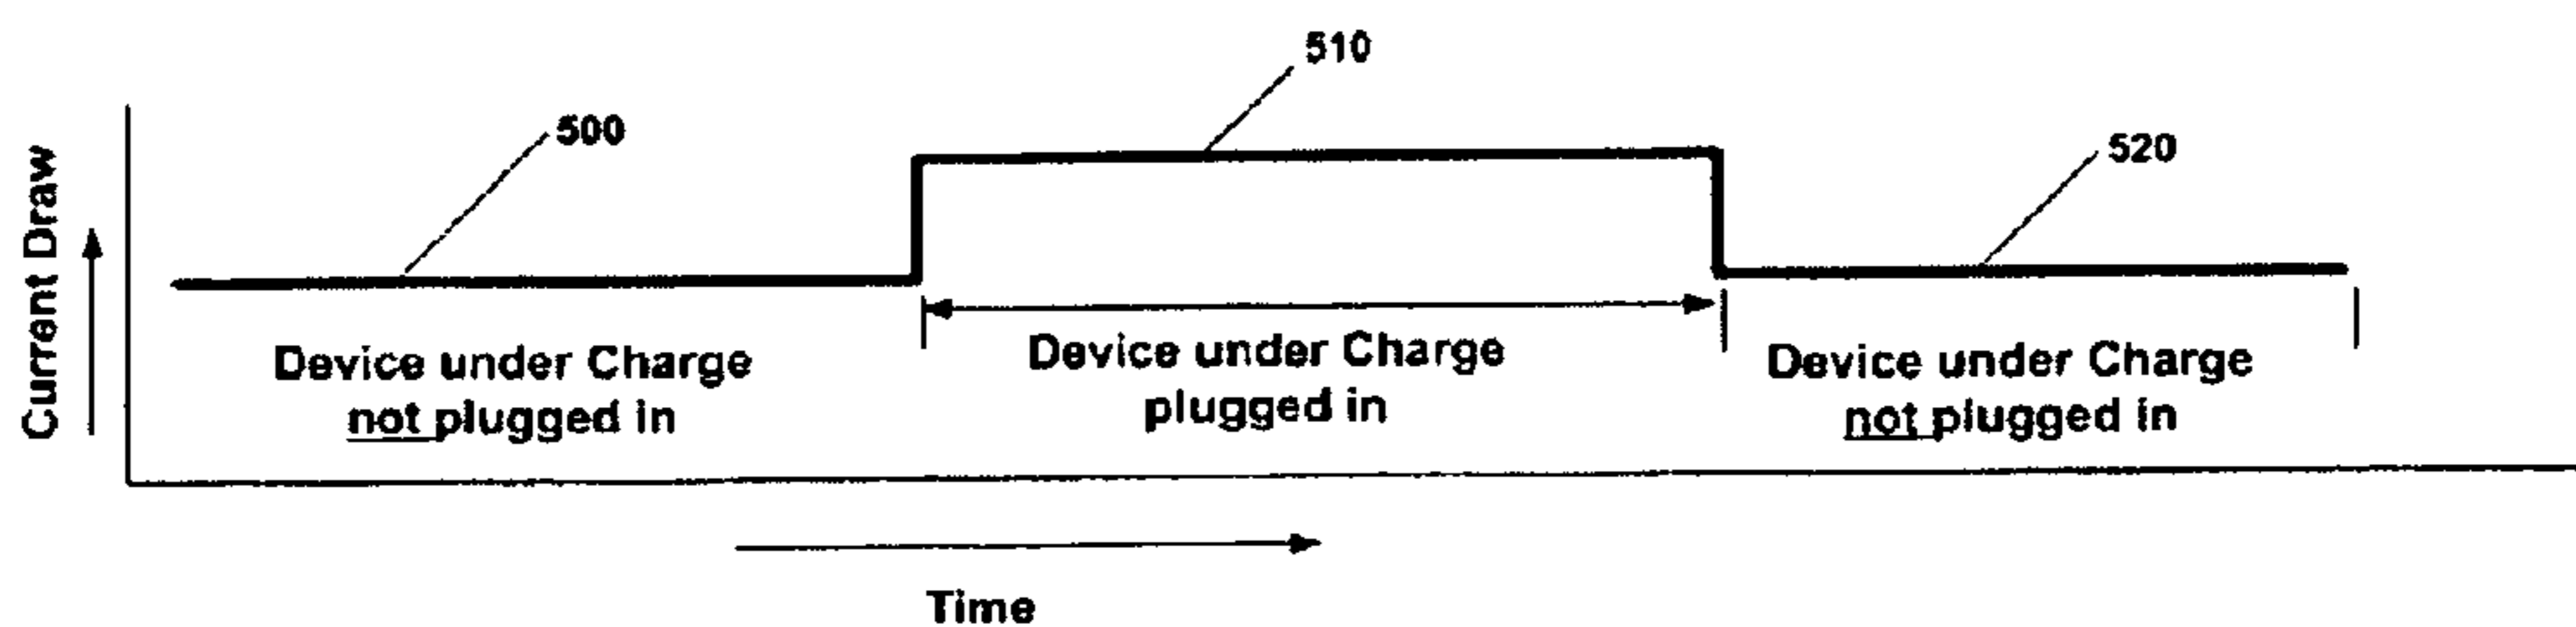 510
500
520
Current Draw
Device under Charge
not plugged in
Device under Charge
plugged in
Device under Charge
not plugged in
Time